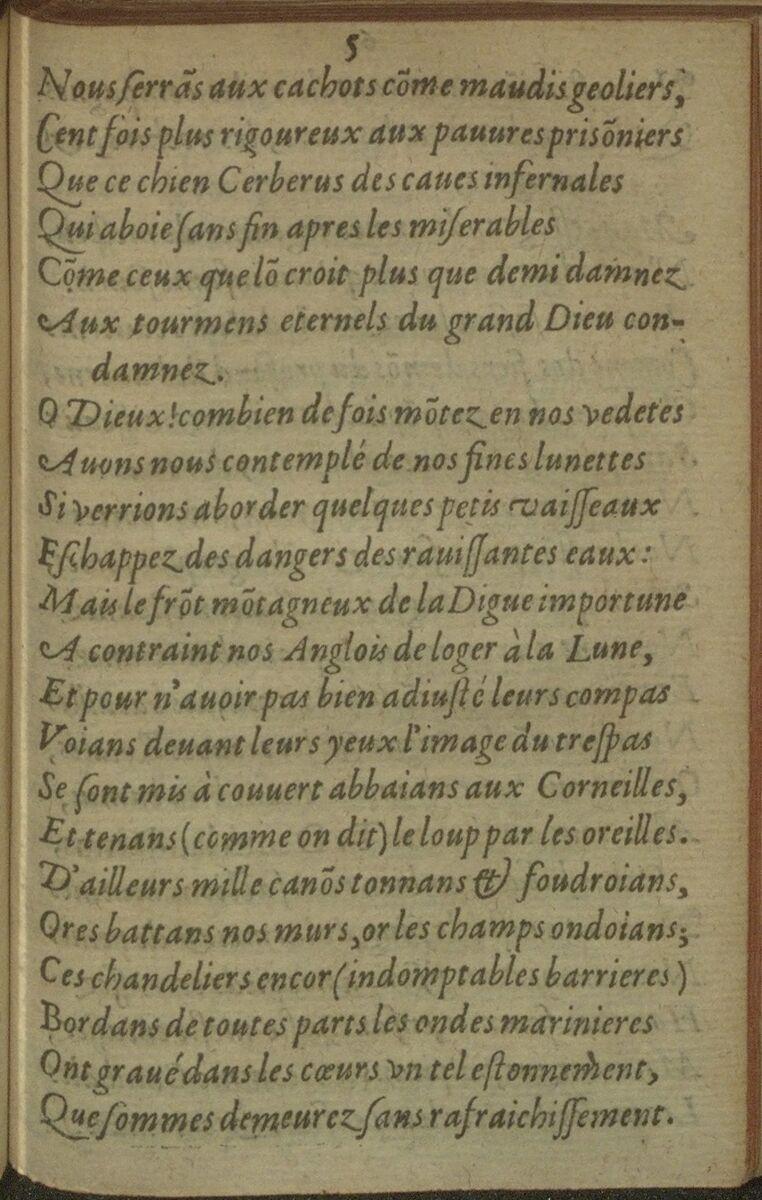 5
Nous ſerrãs aux cachots cõme maudis geoliers,
Cent fois plus rigoureux aux pauures priſõniers
Que ce chien Cerberus des caues infernales
Qui aboie ſans fin apres les miſerables
Cõme ceux que lõ croit plus que demi damnez
Aux tourmens eternels du grand Dieu con-
damnez.
O Dieux! combien de fois mõtez en nos vedetes
Auons nous contemplé de nos fines lunettes
Si verrions aborder quelques petis vaiſſeaux
Eſchappez des dangers des rauiſſantes eaux:
Mais le frõt mõtagneux de la Digue importune
A contraint nos Anglois de loger à la Lune,
Et pour n'auoir pas bien adiuſté leurs compas
Voians deuant leurs yeux l'image du treſpas
Se ſont mis à couuert abbaians aux Corneilles,
Et tenans (comme on dit) le loup par les oreilles.
D'ailleurs mille canõs tonnans & foudroians,
Ores battans nos murs, or les champs ondoians;
Ces chandeliers encor (indomptables barrieres)
Bordans de toutes parts les ondes marinieres
Ont graué dans les cœurs vn tel eſtonnement,
Que ſommes demeurez ſans rafraichiſſement.